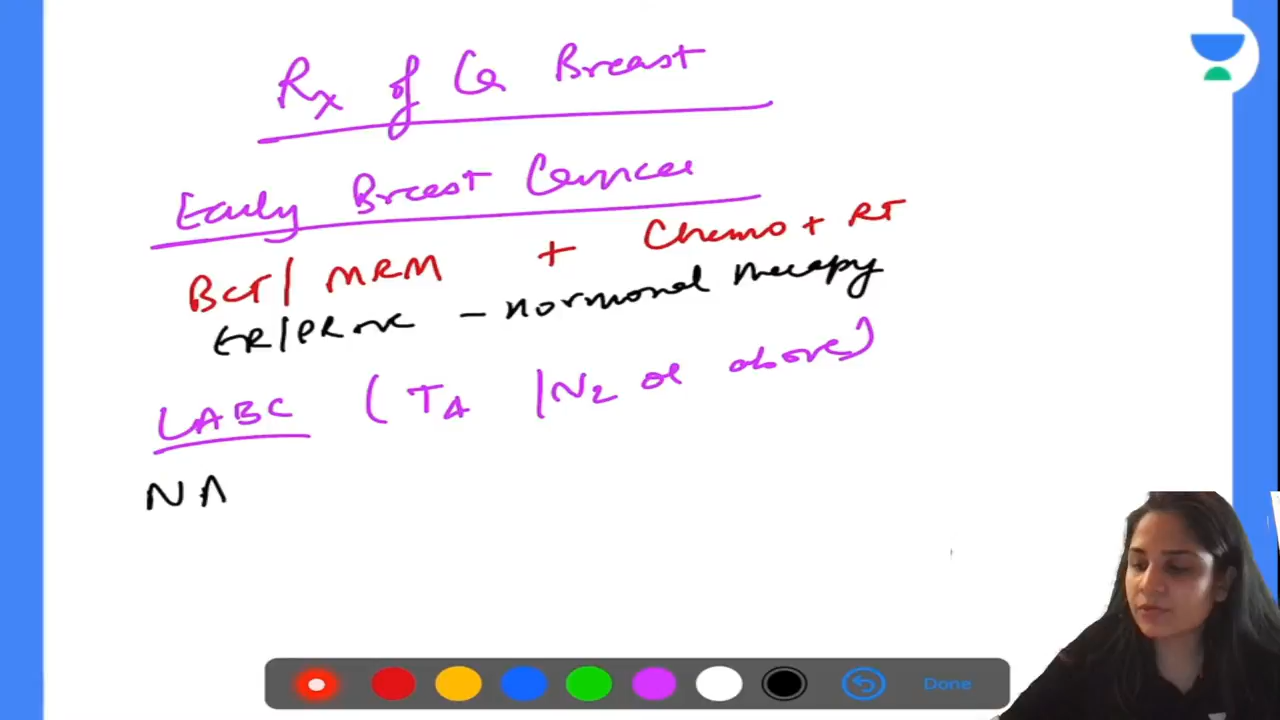 Rx of Ca Breast
Early Breast Cancer
BCT/ MRM + Chemo + RT
ER/PR +ve - Hormonal Therapy
LABC (T4 /N2 or above)
NA
Done